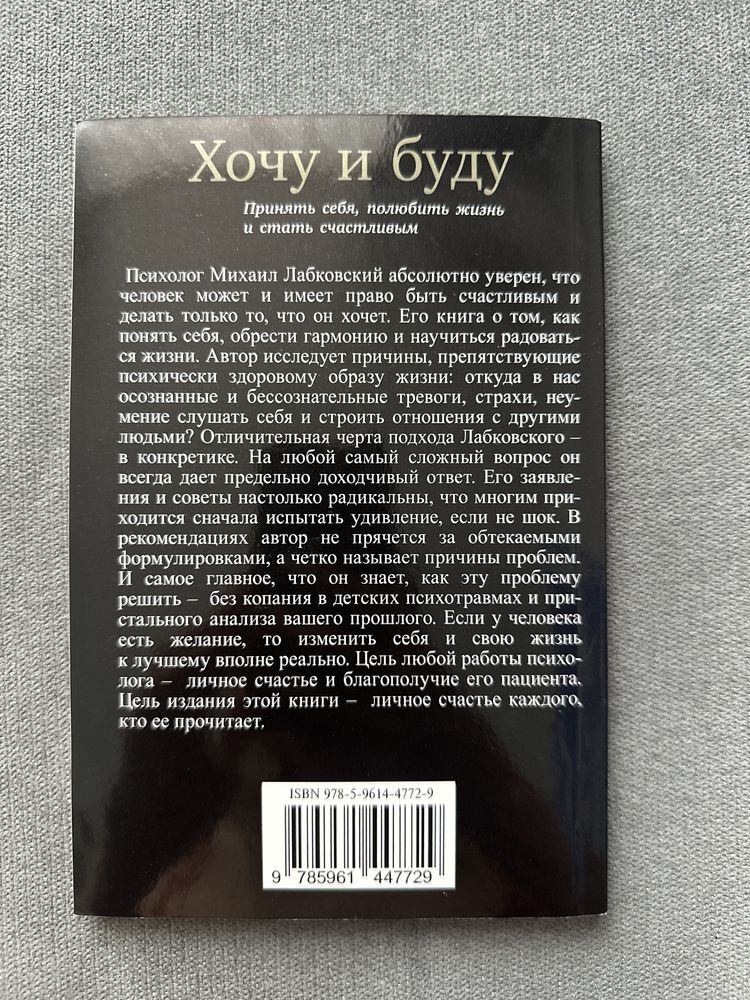 Хочу и буду
Принять себя, полюбить жизнь
и стать счастливым
Психолог Михаил Лабковский абсолютно уверен, что
человек может и имеет право быть счастливым и
делать только то, что он хочет. Его книга о том, как
понять себя, обрести гармонию и научиться радовать-
ся жизни. Автор исследует причины, препятствующие
психически здоровому образу жизни: откуда в нас
осознанные и бессознательные тревоги, страхи, неу-
мение слушать себя и строить отношения с другими
людьми? Отличительная черта подхода Лабковского –
в конкретике. На любой самый сложный вопрос он
всегда дает предельно доходчивый ответ. Его заявле-
ния и советы настолько радикальны, что многим при-
ходится сначала испытать удивление, если не шок. В
рекомендациях автор не прячется за обтекаемыми
формулировками, а четко называет причины проблем.
И самое главное, что он знает, как эту проблему
решить – без копания в детских психотравмах и при-
стального анализа вашего прошлого. Если у человека
есть желание, то изменить себя и свою жизнь
к лучшему вполне реально. Цель любой работы психо-
лога – личное счастье и благополучие его пациента.
Цель издания этой книги – личное счастье каждого,
кто ее прочитает.
ISBN 978-5-9614-4772-9
9 785961 447729